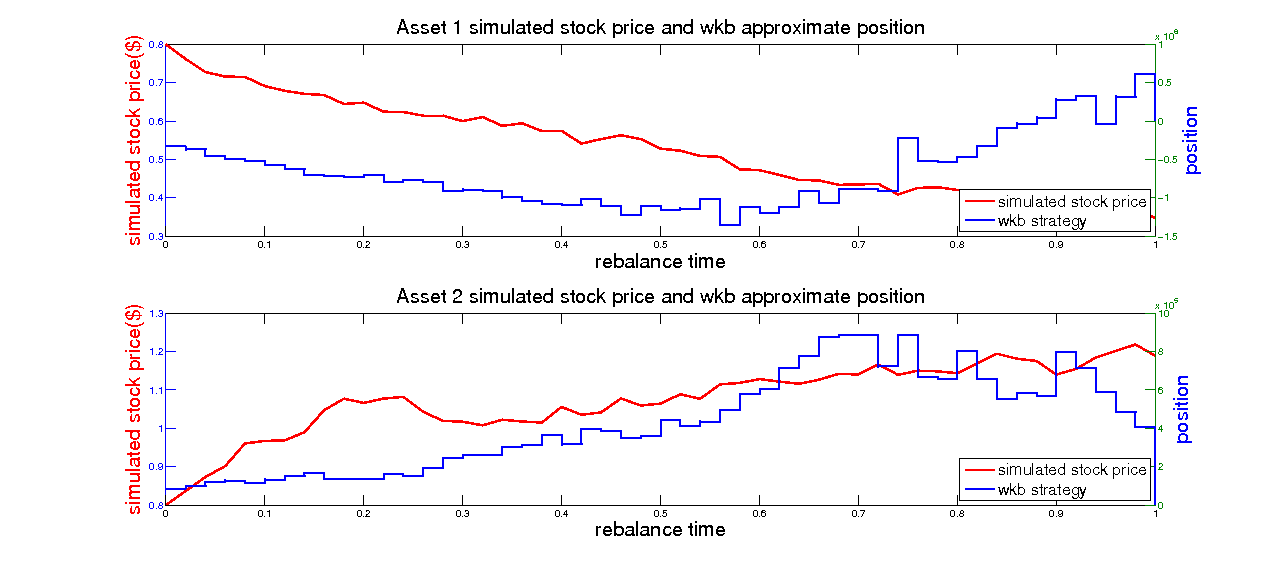 Asset 1 simulated stock price and wkb approximate position
simulated stock price($)
0.8
0.7
0.6
0.5
0.4
0.3
0 0.1 0.2 0.3 0.4 0.5 0.6 0.7 0.8 0.9 1
rebalance time
1
0.5
0
−0.5
−1
−1.5
position
simulated stock price
wkb strategy
Asset 2 simulated stock price and wkb approximate position
simulated stock price($)
1.3
1.2
1.1
1
0.9
0.8
0 0.1 0.2 0.3 0.4 0.5 0.6 0.7 0.8 0.9 1
rebalance time
10
8
6
4
2
0
position
simulated stock price
wkb strategy